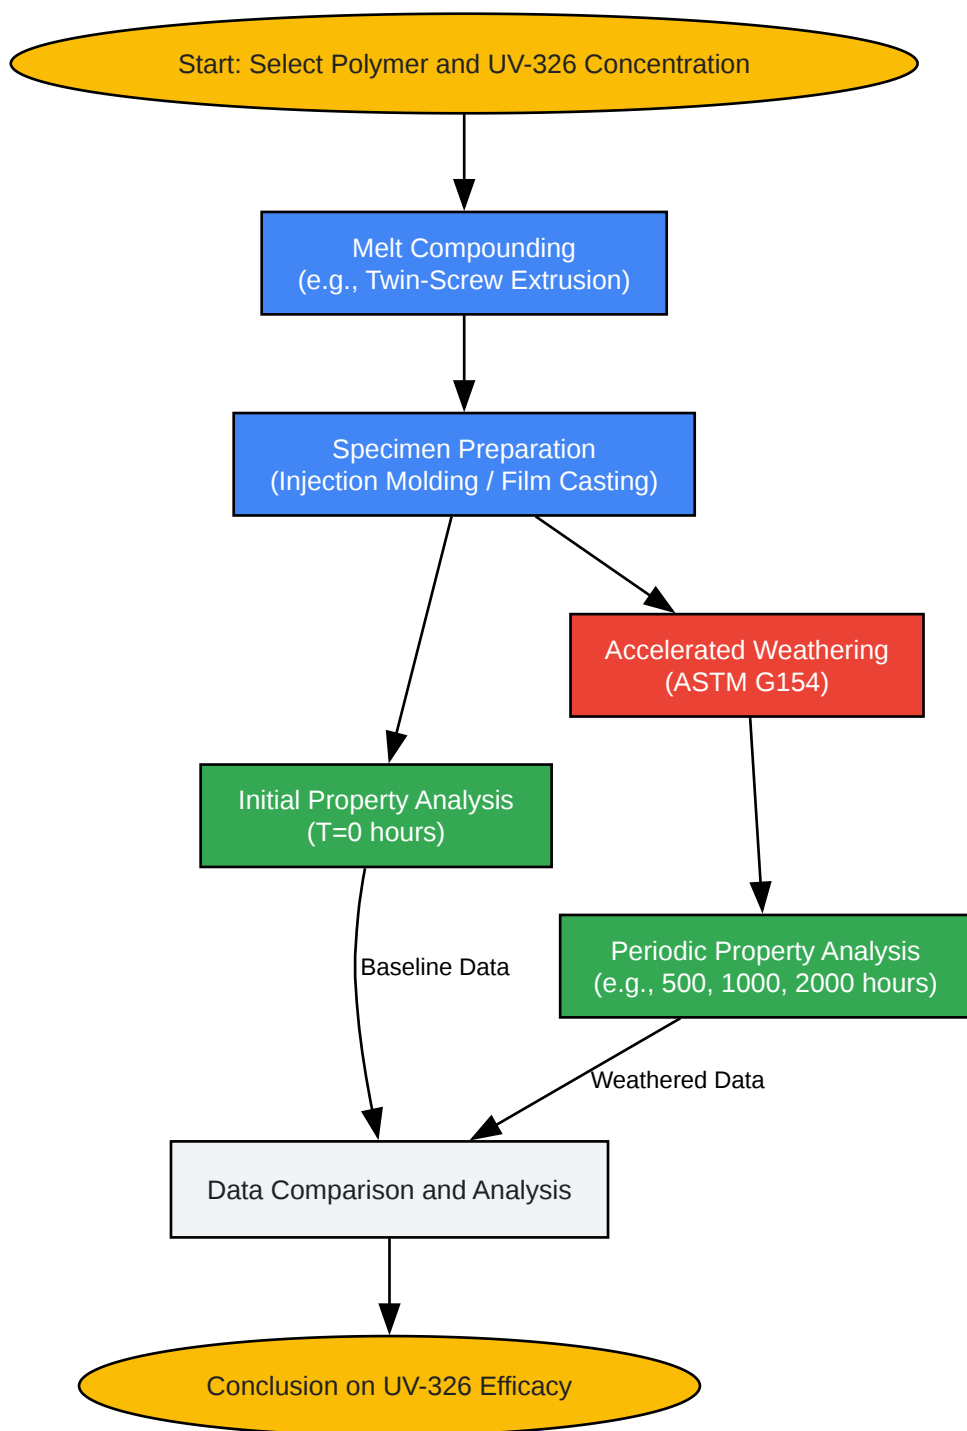 Start: Select Polymer and UV-326 Concentration
Melt Compounding
(e.g., Twin-Screw Extrusion)
Specimen Preparation
(Injection Molding / Film Casting)
Accelerated Weathering
(ASTM G154)
Initial Property Analysis
(T=0 hours)
Periodic Property Analysis
(e.g., 500, 1000, 2000 hours)
Baseline Data
Weathered Data
Data Comparison and Analysis
Conclusion on UV-326 Efficacy